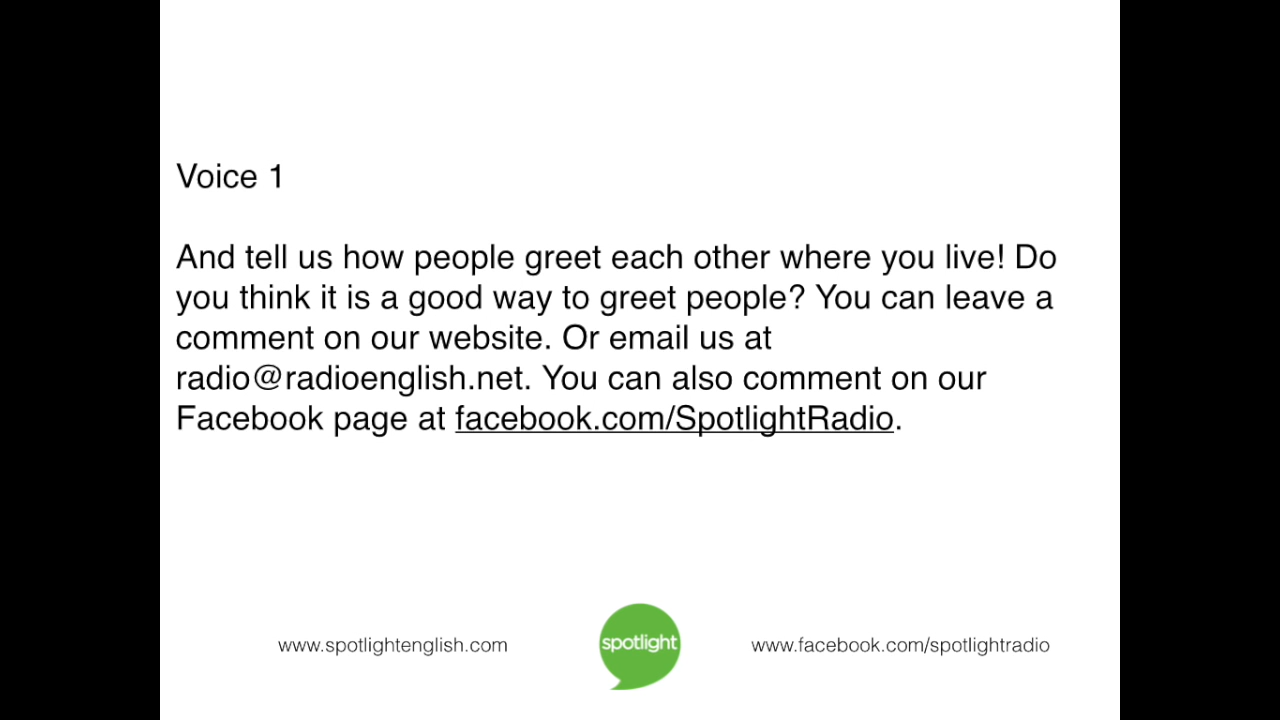 Voice 1
And tell us how people greet each other where you live! Do
you think it is a good way to greet people? You can leave a
comment on our website. Or email us at
radio@radioenglish.net. You can also comment on our
Facebook page at facebook.com/SpotlightRadio.
www.spotlightenglish.com
spotlight
www.facebook.com/spotlightradio